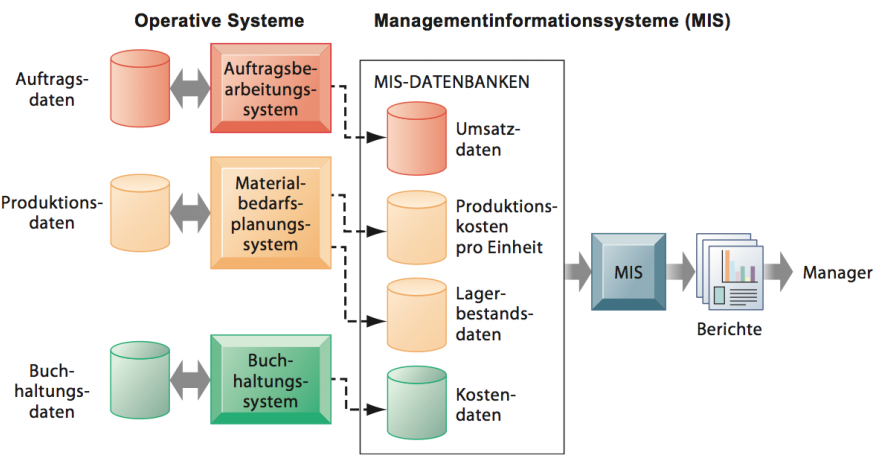 Operative Systeme
Managementinformationssysteme (MIS)
Auftrags-
daten
Auftragsbe-
arbeitungs-
system
MIS-DATENBANKEN
Umsatz-
daten
Produktions-
daten
Material-
bedarfs-
planungs-
system
Produktions-
kosten
pro Einheit
MIS
Berichte
Manager
Lager-
bestands-
daten
Buch-
haltungs-
daten
Buch-
haltungs-
system
Kosten-
daten